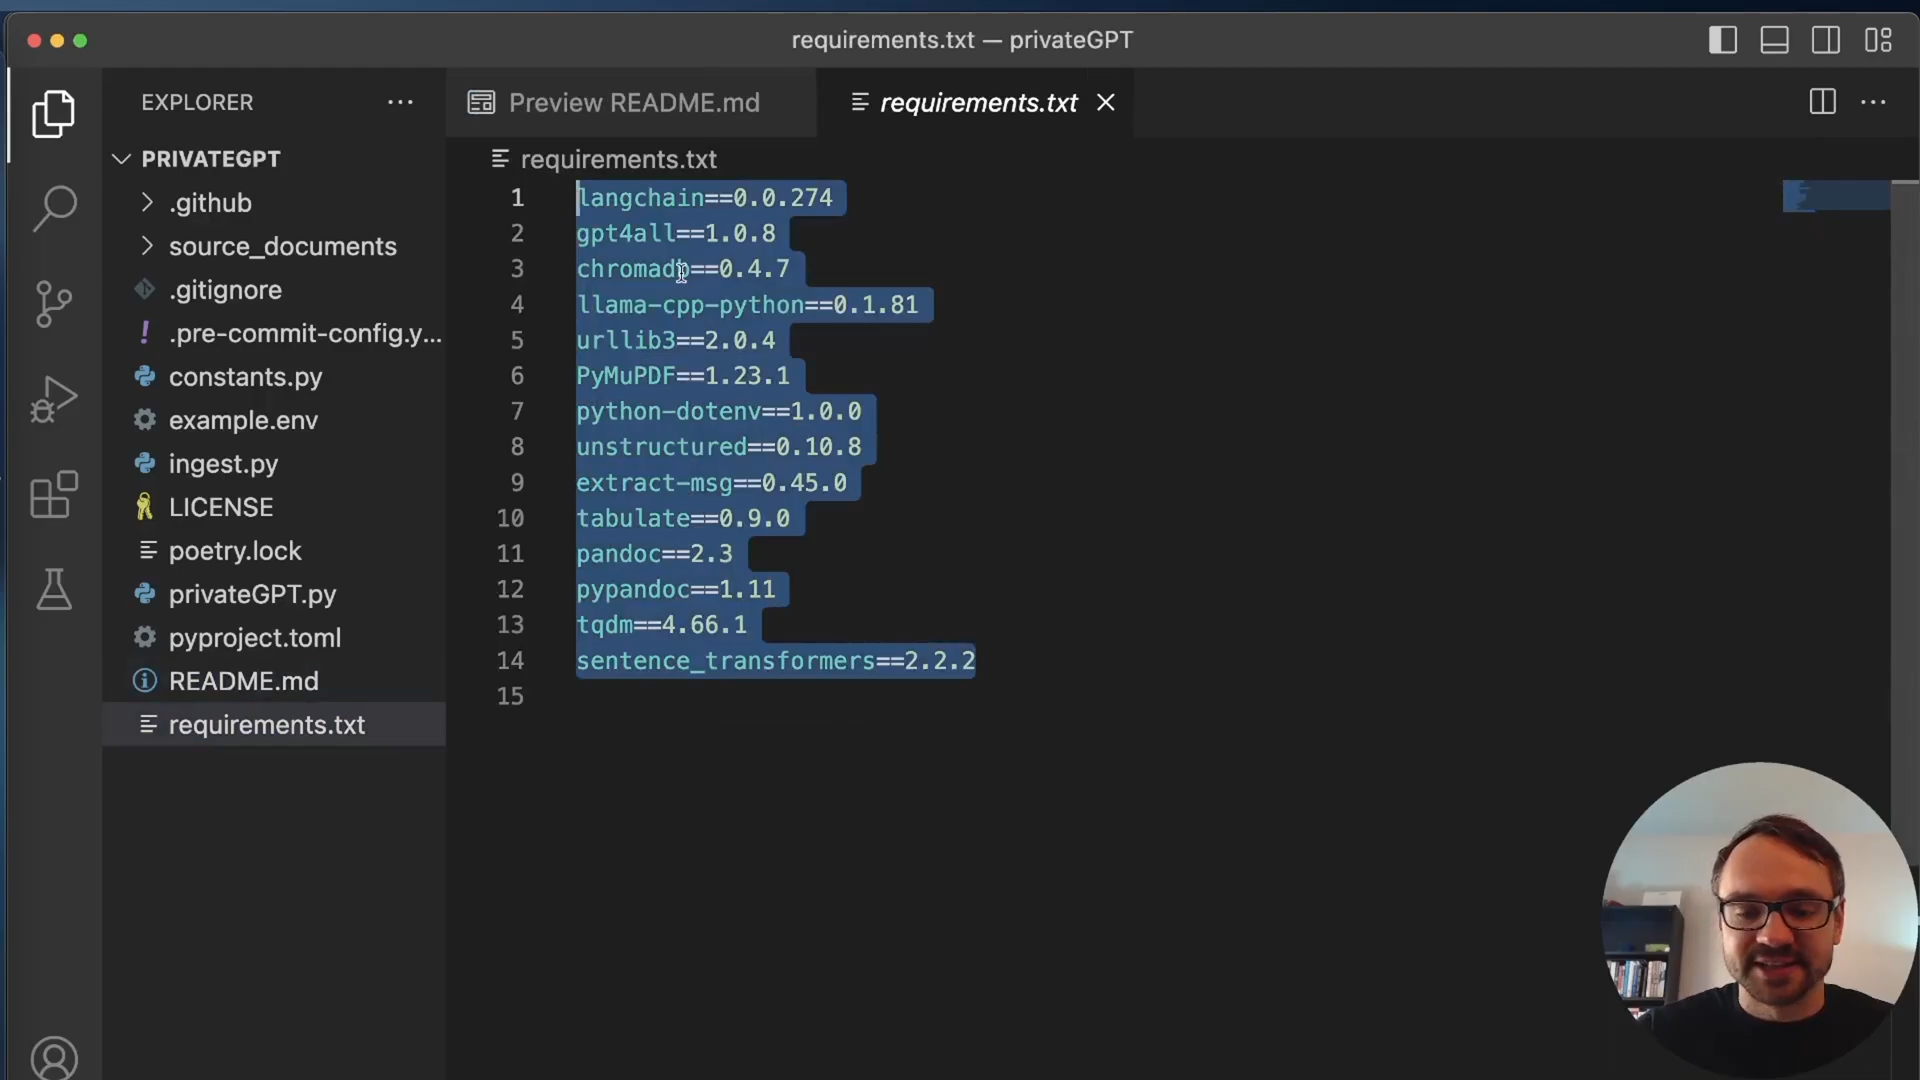 requirements.txt — privateGPT
EXPLORER
PRIVATEGPT
.github
source_documents
.gitignore
.pre-commit-config.y...
constants.py
example.env
ingest.py
LICENSE
poetry.lock
privateGPT.py
pyproject.toml
README.md
requirements.txt
Preview README.md
requirements.txt
requirements.txt
1 langchain==0.0.274
2 gpt4all==1.0.8
3 chromadb==0.4.7
4 llama-cpp-python==0.1.81
5 urllib3==2.0.4
6 PyMuPDF==1.23.1
7 python-dotenv==1.0.0
8 unstructured==0.10.8
9 extract-msg==0.45.0
10 tabulate==0.9.0
11 pandoc==2.3
12 pypandoc==1.11
13 tqdm==4.66.1
14 sentence_transformers==2.2.2
15